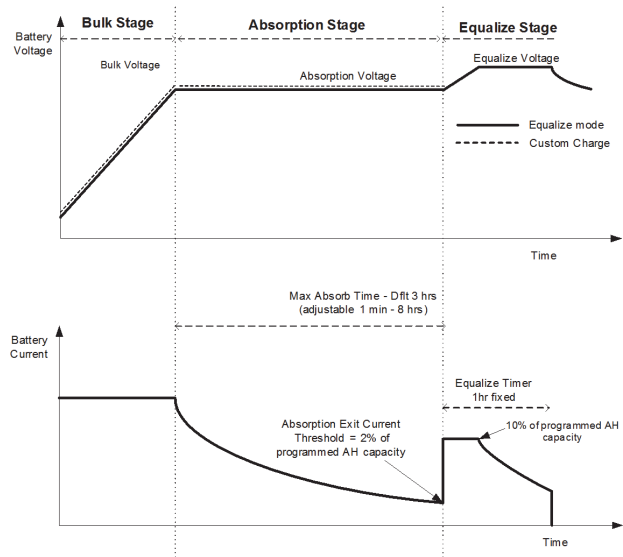 Bulk Stage
Absorption Stage
Equalize Stage
Battery
Voltage
Bulk Voltage
Absorption Voltage
Equalize Voltage
Equalize mode
Custom Charge
Time
Max Absorb Time - Dflt 3 hrs
(adjustable 1 min - 8 hrs)
Battery
Current
Equalize Timer
1hr fixed
Absorption Exit Current
Threshold = 2% of
programmed AH capacity
10% of programmed AH
capacity
Time